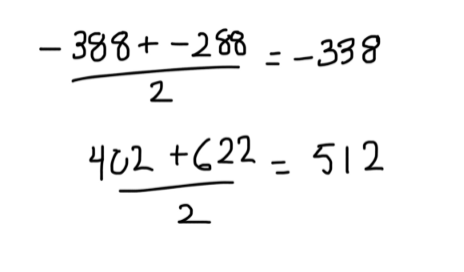 -388 + -288 = -338
2
402 + 622 = 512
2